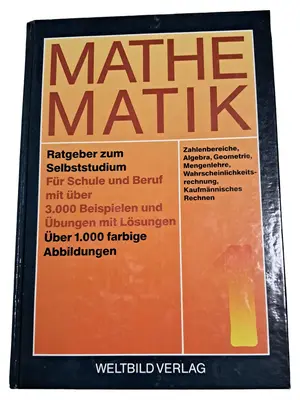 MATHE
MATIK
Ratgeber zum
Selbststudium
Für Schule und Beruf
mit über
3.000 Beispielen und
Übungen mit Lösungen
Über 1.000 farbige
Abbildungen
Zahlenbereiche,
Algebra, Geometrie,
Mengenlehre,
Wahrscheinlichkeits-
rechnung,
Kaufmännisches
Rechnen
1
WELTBILD VERLAG